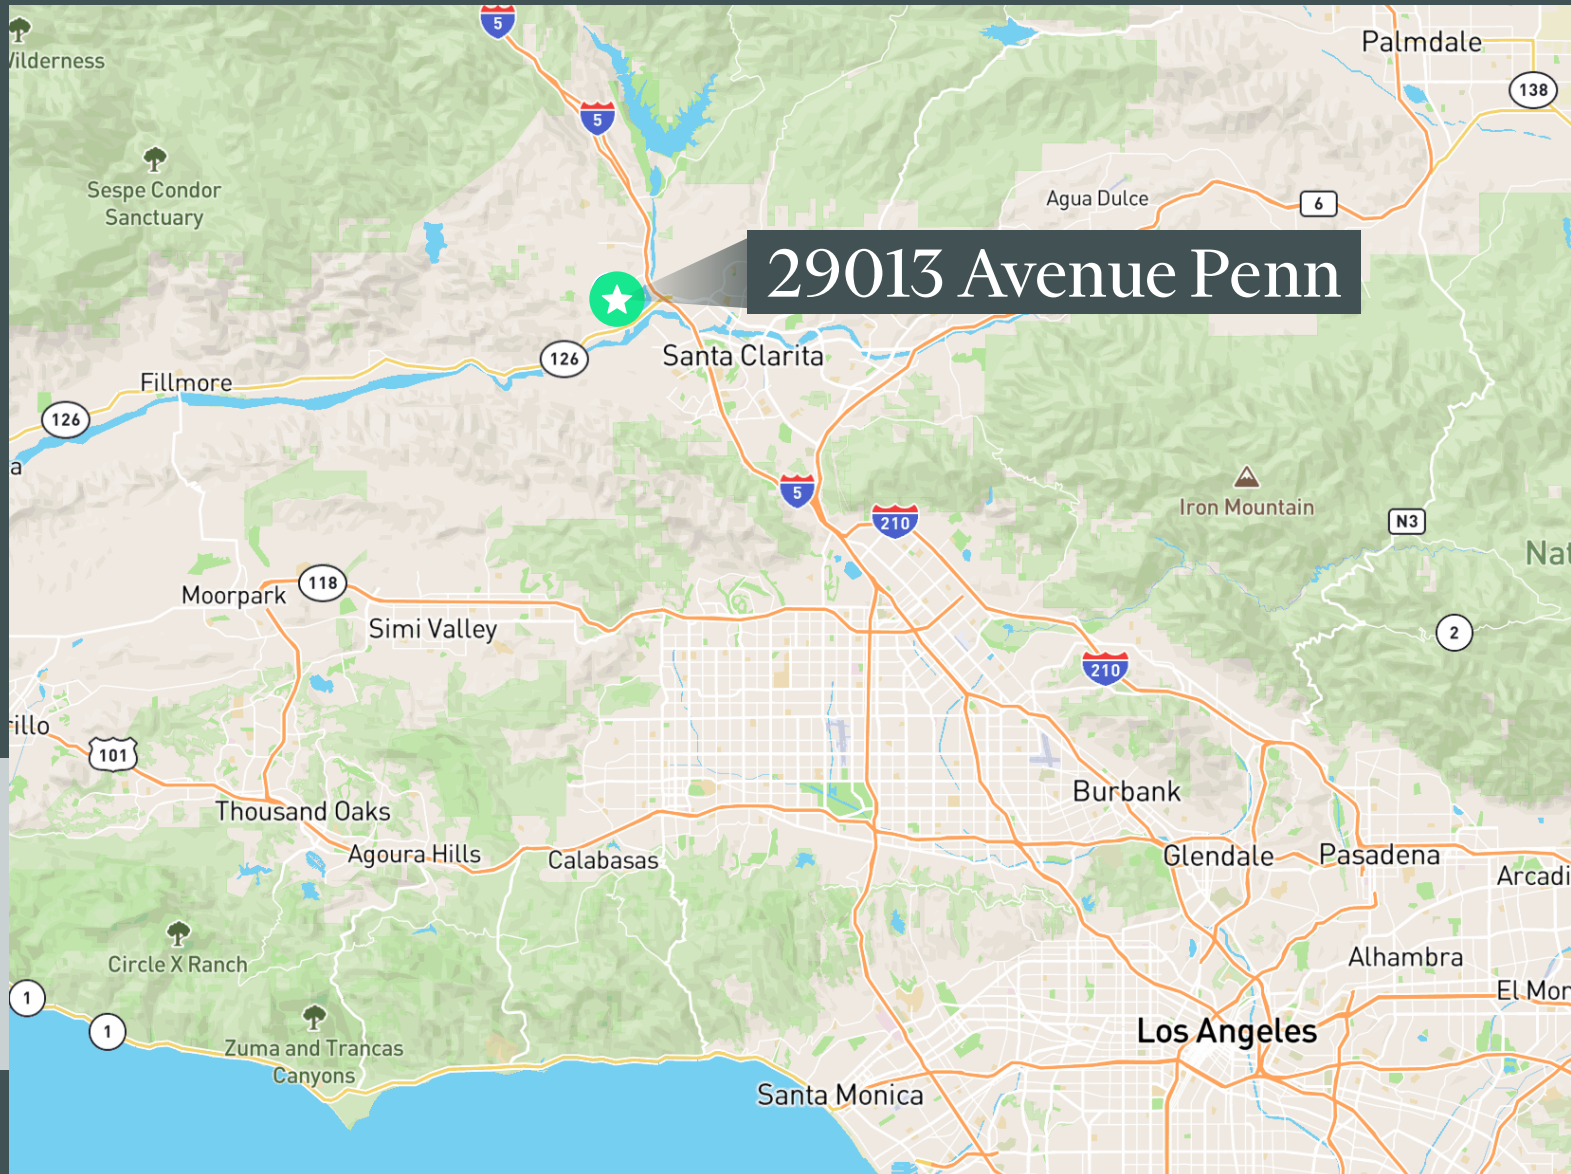 5
Palmdale
Wilderness
138
5
Sespe Condor
Sanctuary
Agua Dulce
6
29013 Avenue Penn
Santa Clarita
126
Fillmore
126
a
5
Iron Mountain
210
N3
Nat
118
Moorpark
Simi Valley
2
210
rillo
101
Burbank
Thousand Oaks
Agoura Hills
Calabasas
Glendale
Pasadena
Arcadi
Circle X Ranch
Alhambra
1
El Mon
1
Los Angeles
Zuma and Trancas
Canyons
Santa Monica